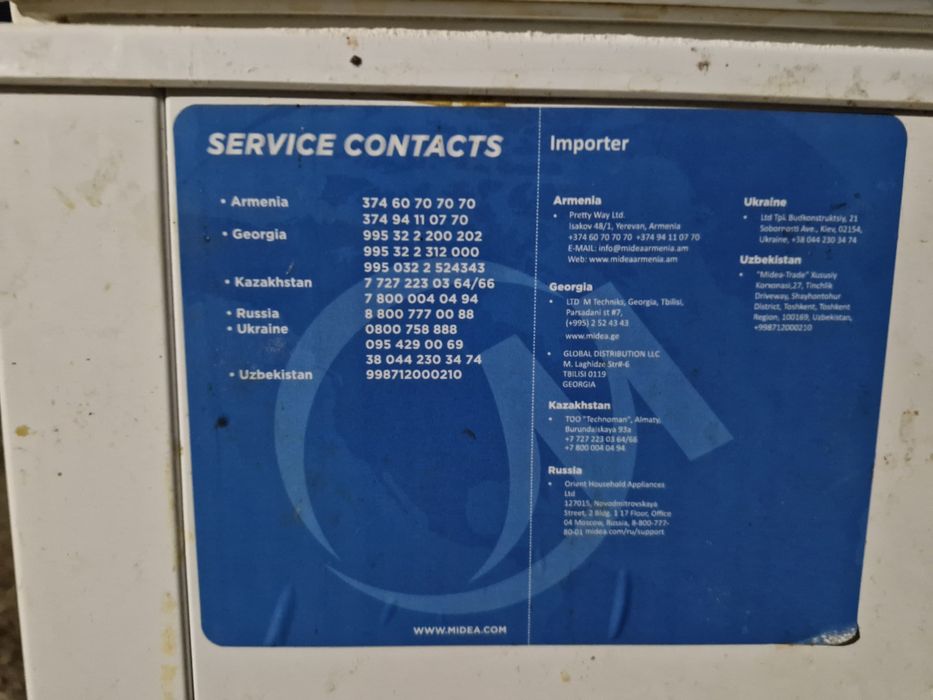 SERVICE CONTACTS
• Armenia 374 60 70 70 70
374 94 11 07 70
• Georgia 995 32 2 200 202
995 32 2 312 000
995 032 2 524343
• Kazakhstan 7 727 223 03 64/66
7 800 004 04 94
• Russia 8 800 777 00 88
• Ukraine 0800 758 888
095 429 00 69
38 044 230 34 74
• Uzbekistan 998712000210
Importer
Armenia
• Pretty Way Ltd.
Isakov 48/1, Yerevan, Armenia
+374 60 70 70 70 +374 94 11 07 70
E-MAIL: info@mideaarmenia.am
Web: www.mideaarmenia.am
Georgia
• LTD M Techniks, Georgia, Tbilisi,
Parsadani st #7,
(+995) 2 52 43 43
www.midea.ge
• GLOBAL DISTRIBUTION LLC
M. Laghidze Str#-6
TBILISI 0119
GEORGIA
Kazakhstan
• TOO "Technoman", Almaty,
Burundaiskaya 93a
+7 727 223 03 64/66
+7 800 004 04 94
Russia
• Orient Household Appliances
Ltd
127015, Novodmitrovskaya
Street, 2 Bldg. 1 17 Floor, Office
04 Moscow, Russia, 8-800-777-
80-01 midea.com/ru/support
Ukraine
• Ltd Tpk Budkonstruktsiy, 21
Sobornosti Ave., Kiev, 02154,
Ukraine, +38 044 230 34 74
Uzbekistan
• "Midea-Trade" Xususiy
Korxonasi,27, Tinchlik
Driveway, Shayhontohur
District, Toshkent, Toshkent
Region, 100169, Uzbekistan,
+998712000210
WWW.MIDEA.COM